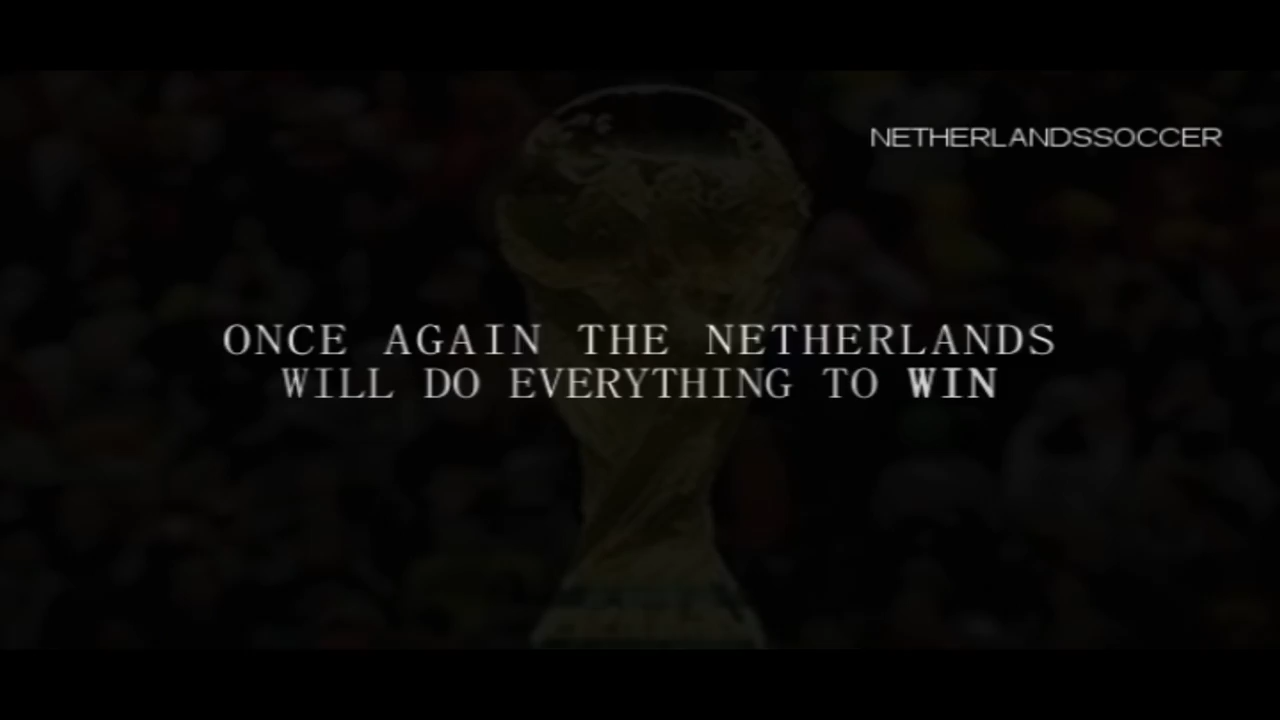 NETHERLANDSSOCCER
ONCE AGAIN THE NETHERLANDS
WILL DO EVERYTHING TO WIN